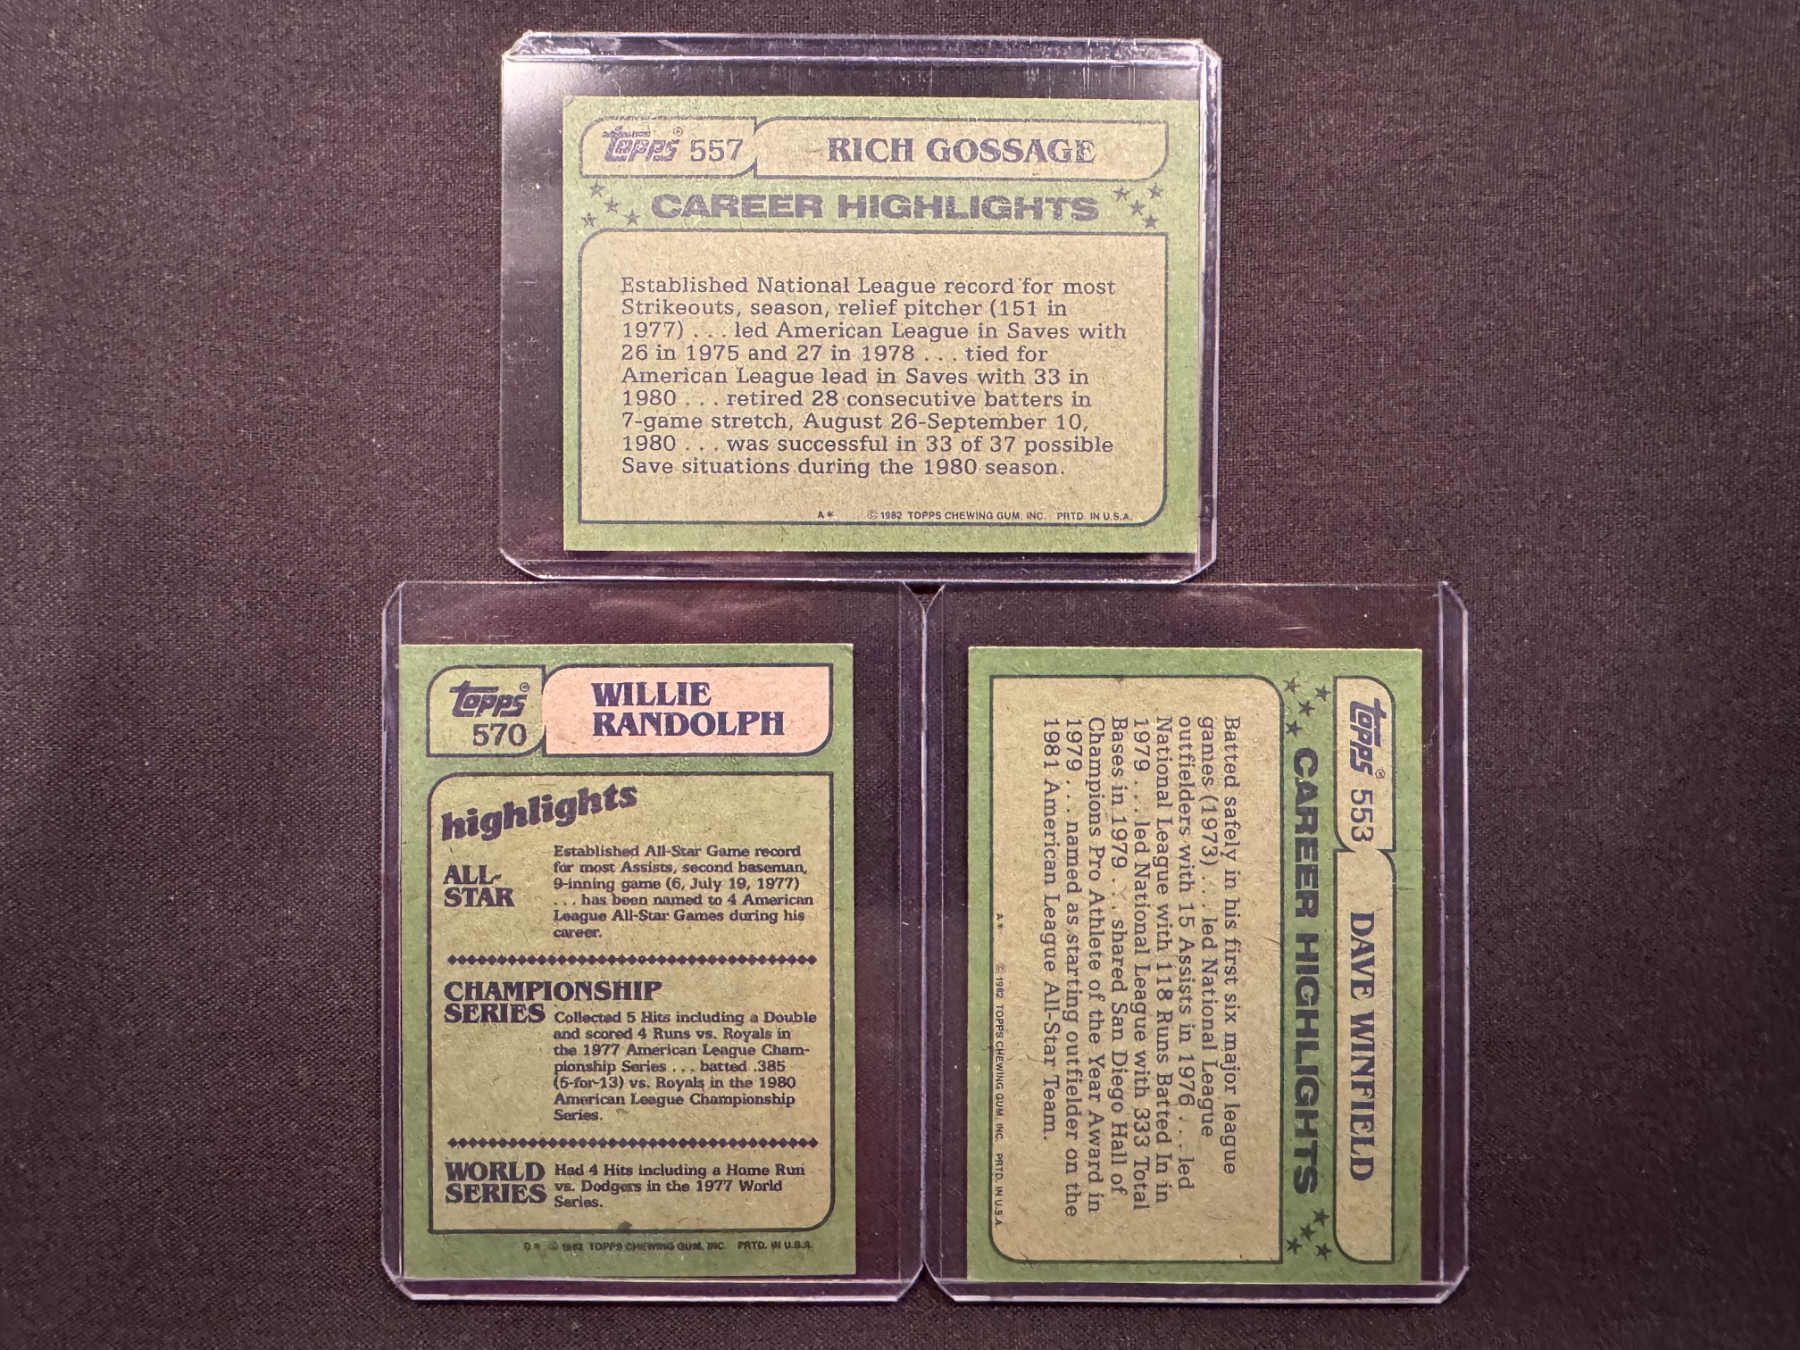 Topps® 557 RICH GOSSAGE
CAREER HIGHLIGHTS
Established National League record for most
Strikeouts, season, relief pitcher (151 in
1977) . . . led American League in Saves with
26 in 1975 and 27 in 1978 . . . tied for
American League lead in Saves with 33 in
1980 . . . retired 28 consecutive batters in
7-game stretch, August 26-September 10,
1980 . . . was successful in 33 of 37 possible
Save situations during the 1980 season.
A* © 1982 TOPPS CHEWING GUM, INC. PRTD. IN U.S.A.
Topps®
570
WILLIE
RANDOLPH
highlights
ALL-
STAR
Established All-Star Game record
for most Assists, second baseman,
9-inning game (6, July 19, 1977)
. . . has been named to 4 American
League All-Star Games during his
career.
CHAMPIONSHIP
SERIES
Collected 5 Hits including a Double
and scored 4 Runs vs. Royals in
the 1977 American League Cham-
pionship Series . . . batted .385
(5-for-13) vs. Royals in the 1980
American League Championship
Series.
WORLD
SERIES
Had 4 Hits including a Home Run
vs. Dodgers in the 1977 World
Series.
D* © 1982 TOPPS CHEWING GUM, INC. PRTD. IN U.S.A.
Topps® 553 DAVE WINFIELD
CAREER HIGHLIGHTS
Batted safely in his first six major league
games (1973) . . . led National League
outfielders with 15 Assists in 1976 . . . led
National League with 118 Runs Batted In in
1979 . . . led National League with 333 Total
Bases in 1979 . . . shared San Diego Hall of
Champions Pro Athlete of the Year Award in
1979 . . . named as starting outfielder on the
1981 American League All-Star Team.
A* © 1982 TOPPS CHEWING GUM, INC. PRTD. IN U.S.A.